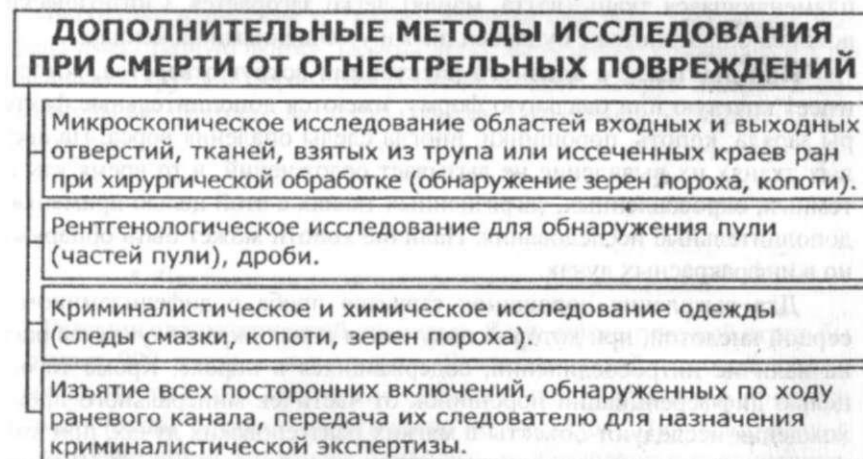 ДОПОЛНИТЕЛЬНЫЕ МЕТОДЫ ИССЛЕДОВАНИЯ
ПРИ СМЕРТИ ОТ ОГНЕСТРЕЛЬНЫХ ПОВРЕЖДЕНИЙ
Микроскопическое исследование областей входных и выходных
отверстий, тканей, взятых из трупа или иссеченных краев ран
при хирургической обработке (обнаружение зерен пороха, копоти).
Рентгенологическое исследование для обнаружения пули
(частей пули), дроби.
Криминалистическое и химическое исследование одежды
(следы смазки, копоти, зерен пороха).
Изъятие всех посторонних включений, обнаруженных по ходу
раневого канала, передача их следователю для назначения
криминалистической экспертизы.